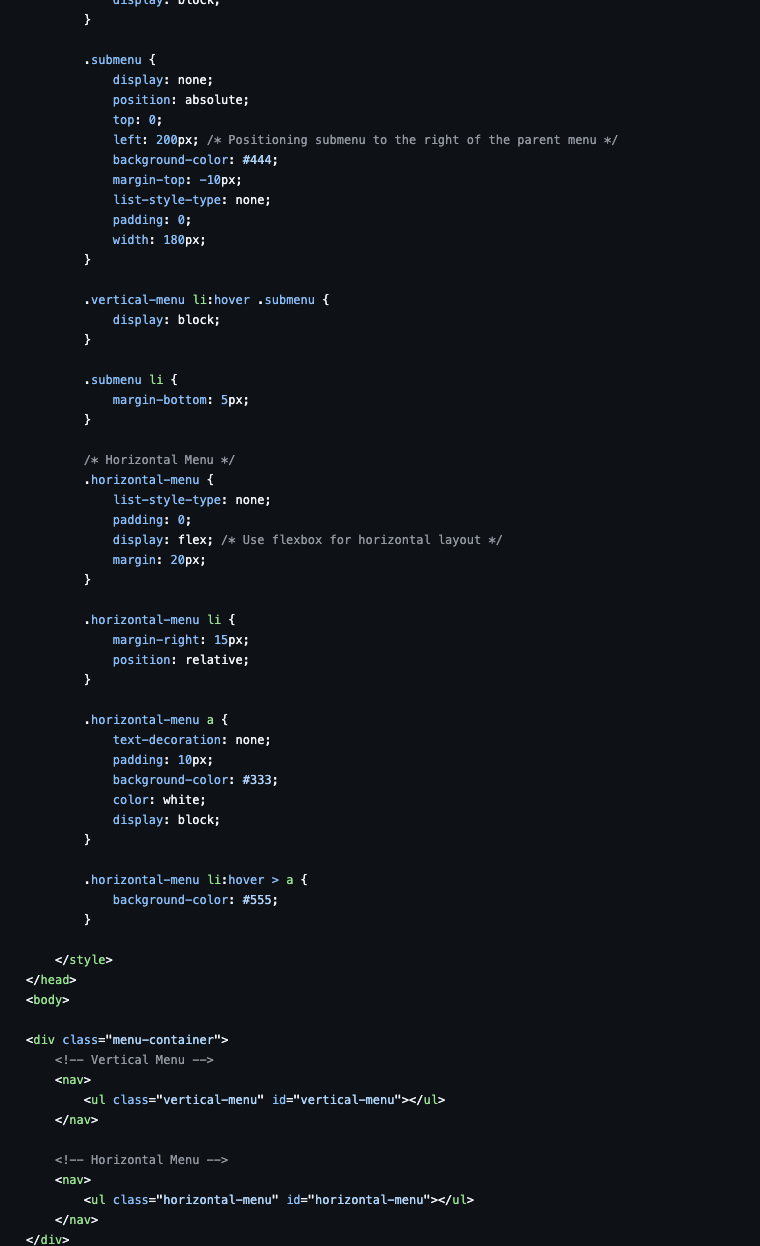 display: block;
}
.submenu {
display: none;
position: absolute;
top: 0;
left: 200px; /* Positioning submenu to the right of the parent menu */
background-color: #444;
margin-top: -10px;
list-style-type: none;
padding: 0;
width: 180px;
}
.vertical-menu li:hover .submenu {
display: block;
}
.submenu li {
margin-bottom: 5px;
}
/* Horizontal Menu */
.horizontal-menu {
list-style-type: none;
padding: 0;
display: flex; /* Use flexbox for horizontal layout */
margin: 20px;
}
.horizontal-menu li {
margin-right: 15px;
position: relative;
}
.horizontal-menu a {
text-decoration: none;
padding: 10px;
background-color: #333;
color: white;
display: block;
}
.horizontal-menu li:hover > a {
background-color: #555;
}
</style>
</head>
<body>
<div class="menu-container">
<!-- Vertical Menu -->
<nav>
<ul class="vertical-menu" id="vertical-menu"></ul>
</nav>
<!-- Horizontal Menu -->
<nav>
<ul class="horizontal-menu" id="horizontal-menu"></ul>
</nav>
</div>